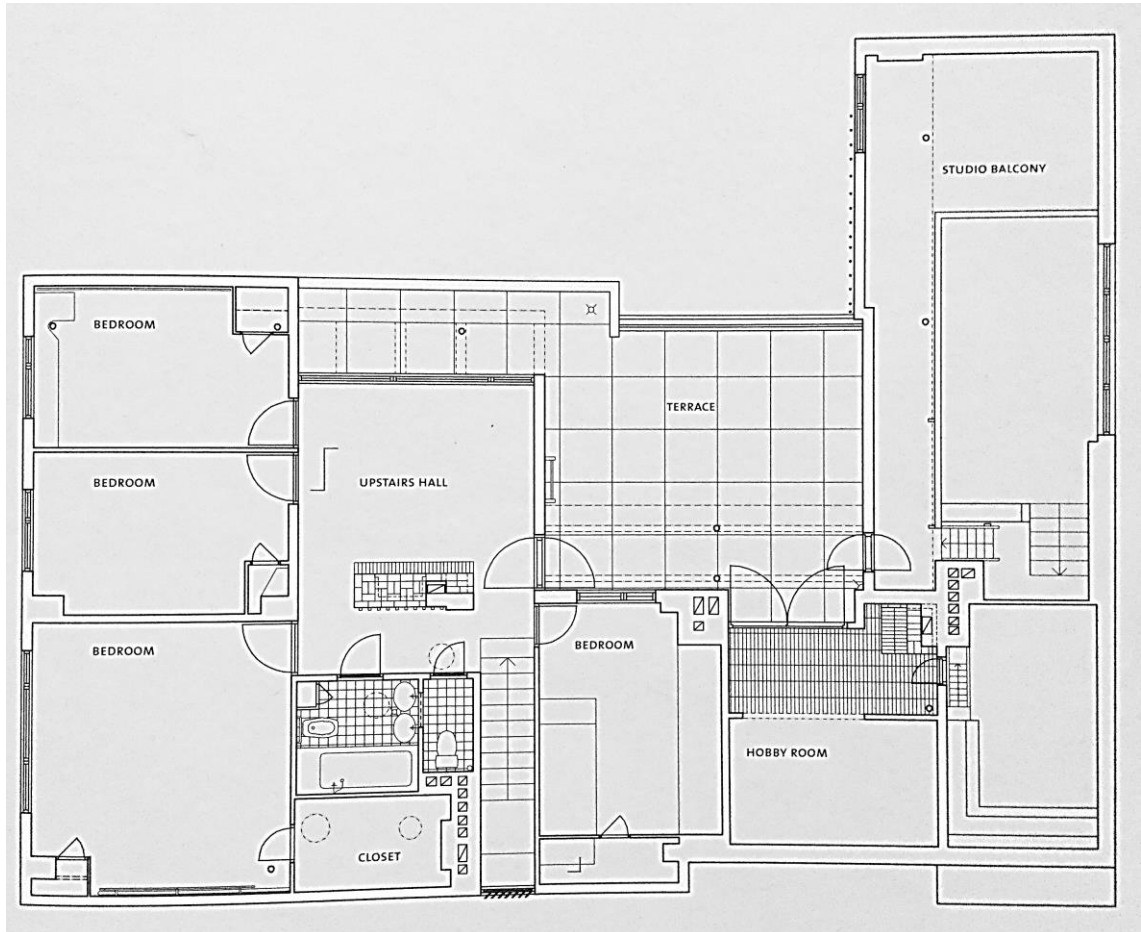 STUDIO BALCONY
BEDROOM
TERRACE
BEDROOM
UPSTAIRS HALL
BEDROOM
BEDROOM
HOBBY ROOM
CLOSET